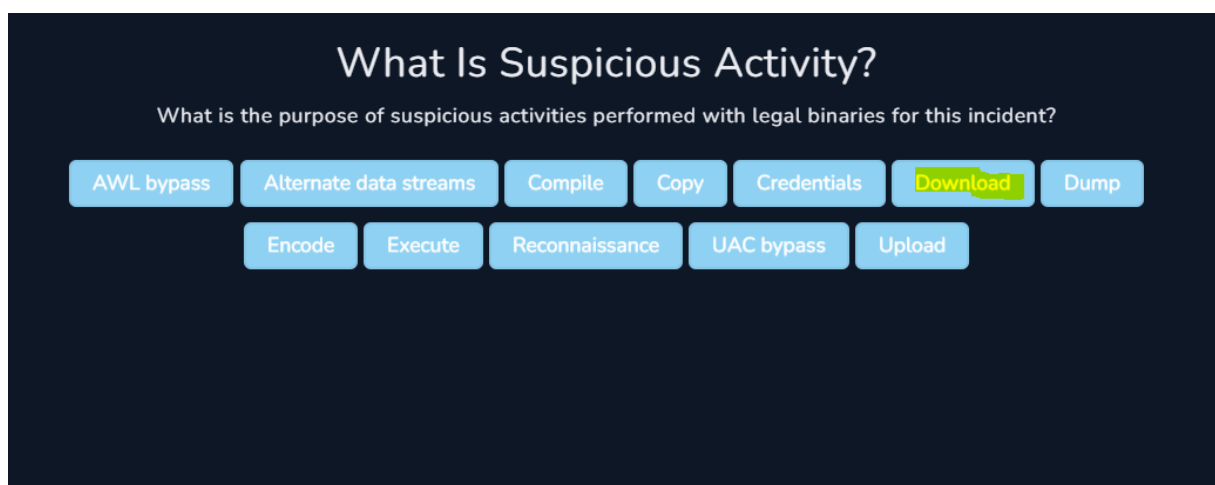 What Is Suspicious Activity?
What is the purpose of suspicious activities performed with legal binaries for this incident?
AWL bypass Alternate data streams Compile Copy Credentials Download Dump
Encode Execute Reconnaissance UAC bypass Upload